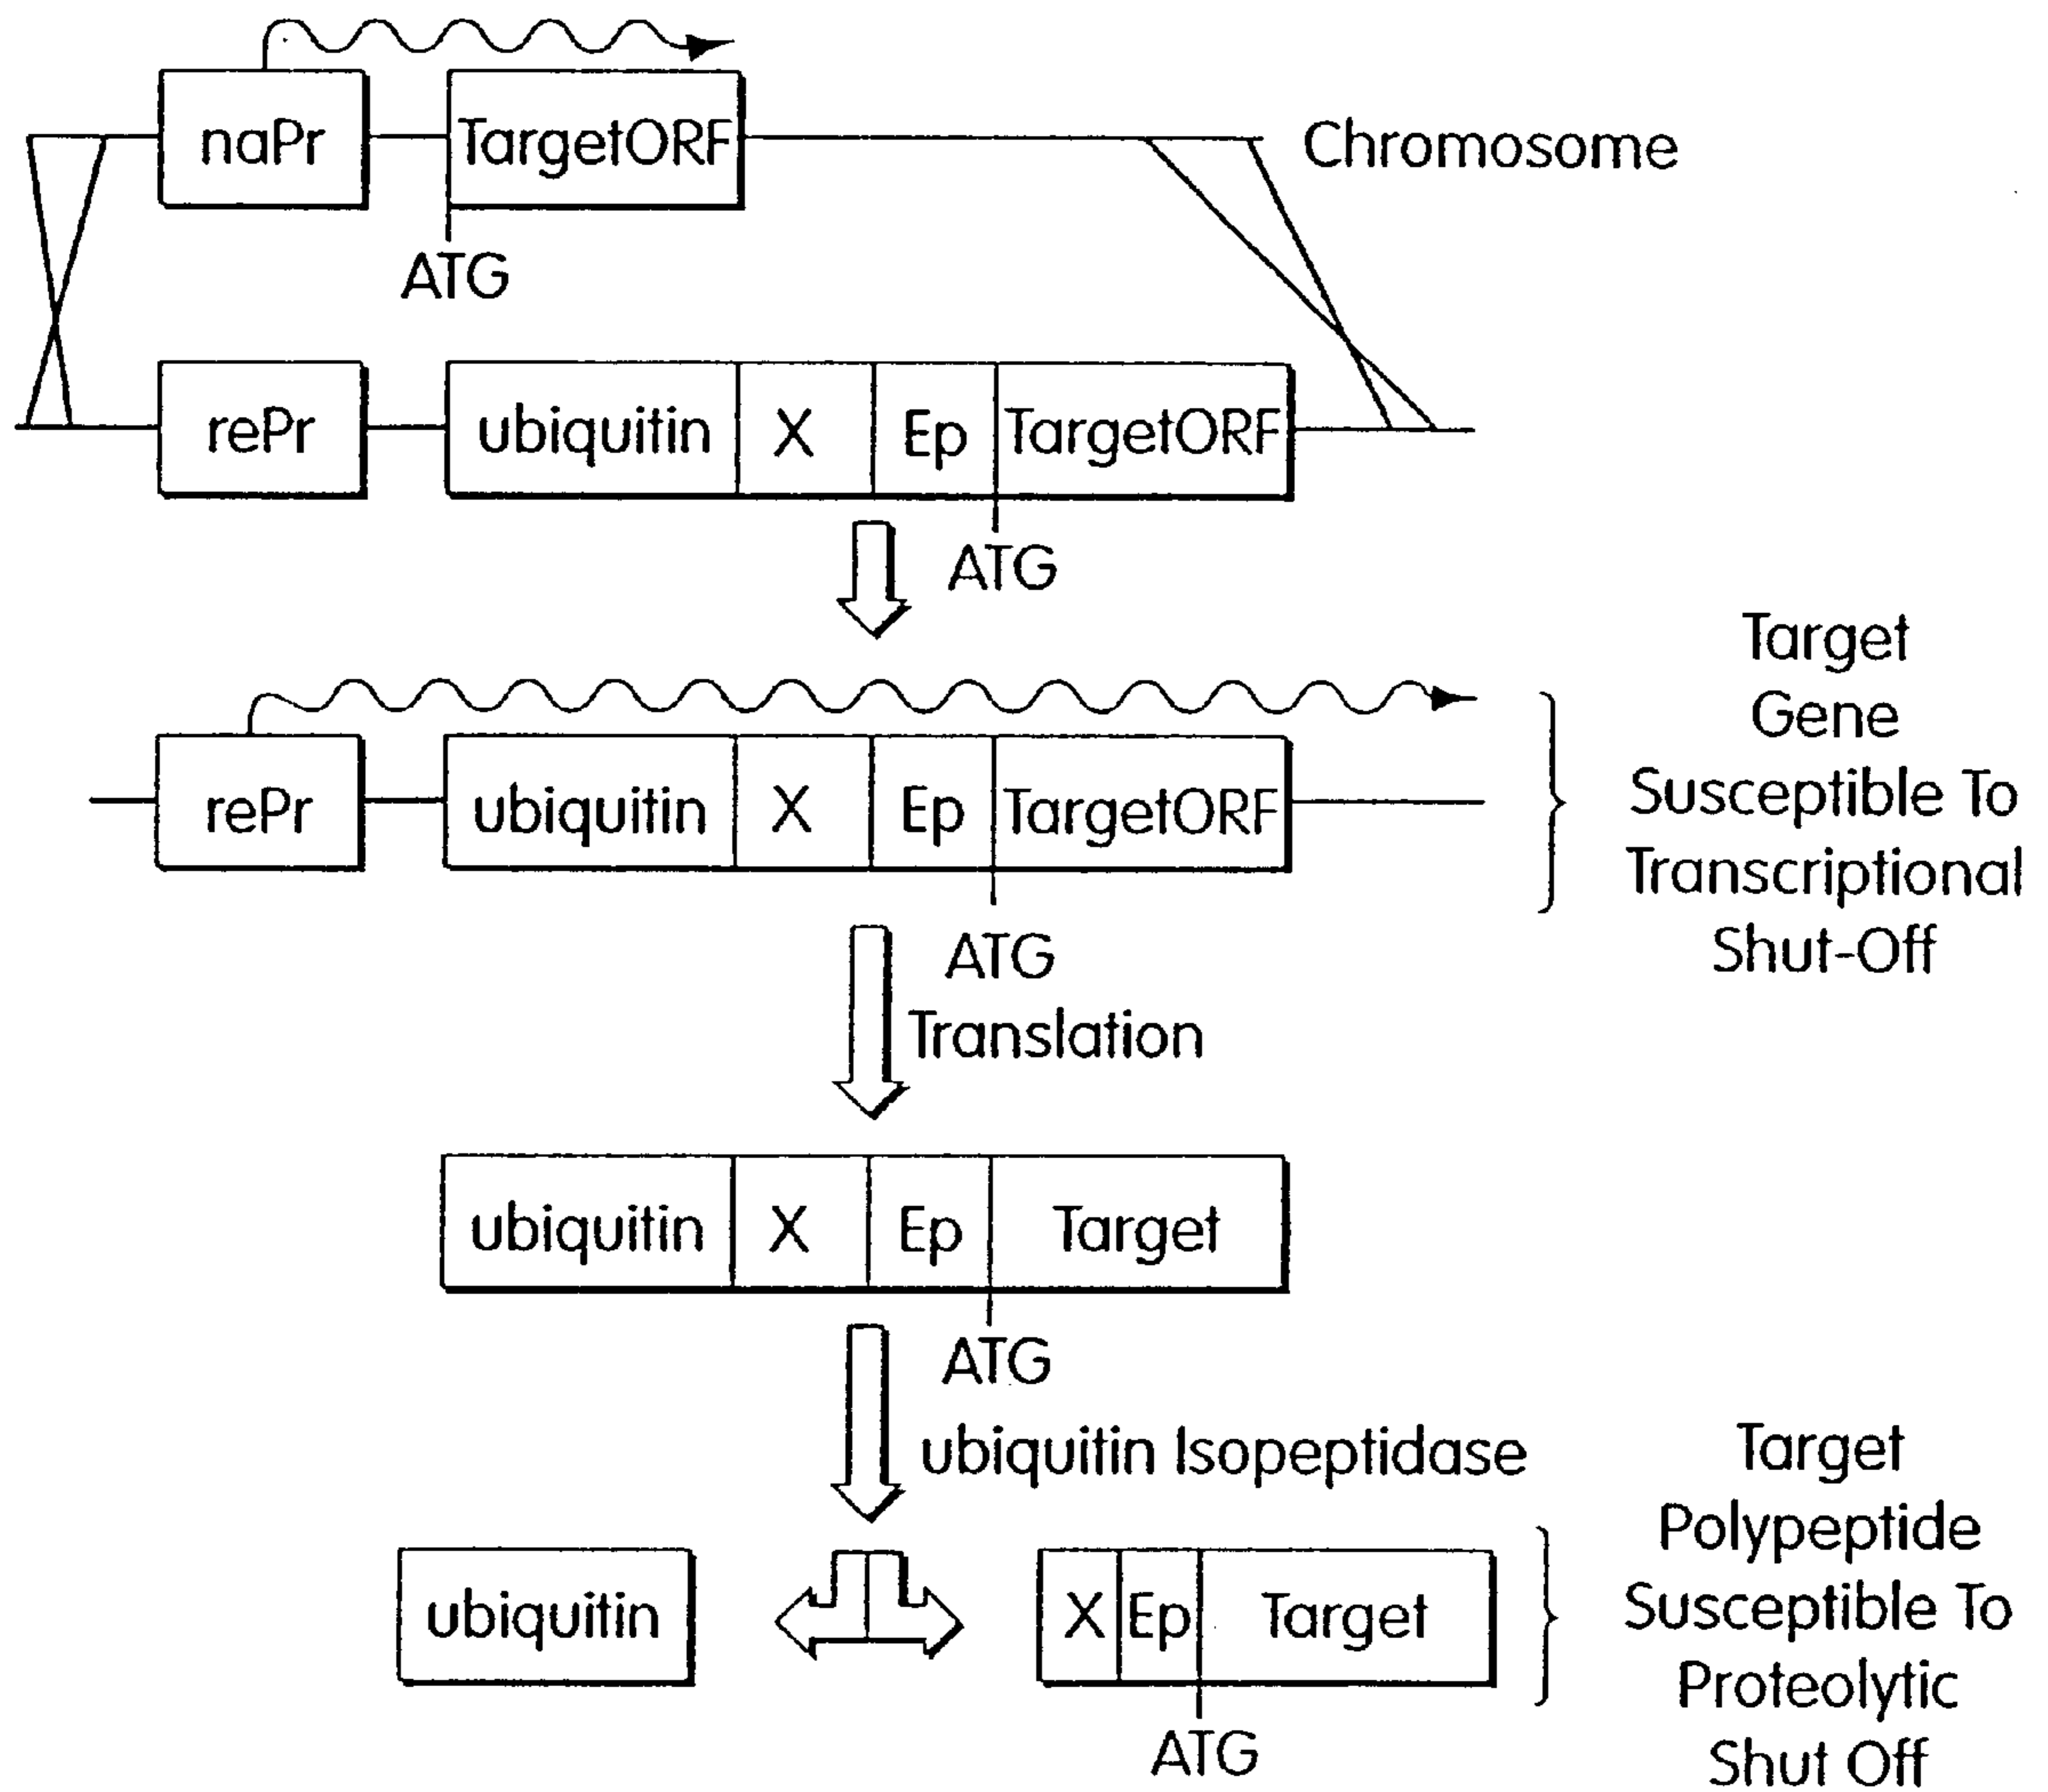 naPr TargetORF Chromosome
ATG
rePr ubiquitin X Ep TargetORF
ATG
Target
Gene
Susceptible To
Transcriptional
Shut-Off
rePr ubiquitin X Ep TargetORF
ATG
Translation
ubiquitin X Ep Target
ATG
ubiquitin Isopeptidase
Target
Polypeptide
Susceptible To
Proteolytic
Shut Off
ubiquitin X Ep Target
ATG